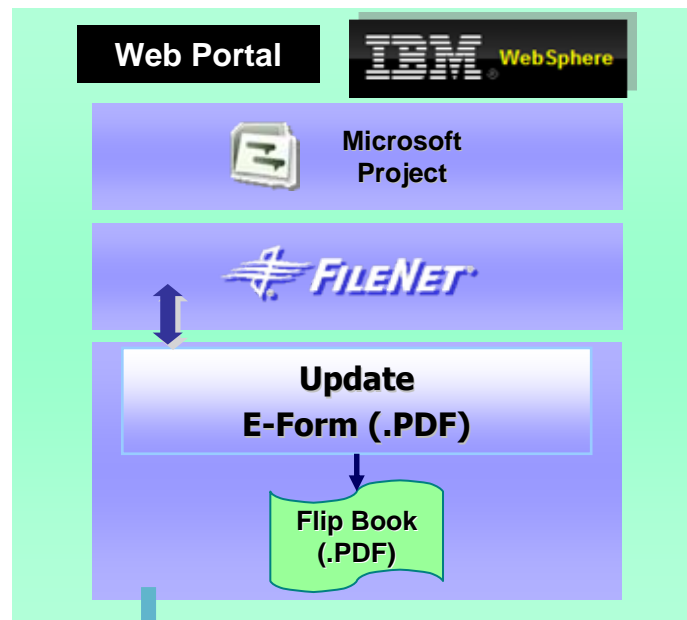 Web Portal
IBM® WebSphere
Microsoft
Project
FILENET®
Update
E-Form (.PDF)
Flip Book
(.PDF)